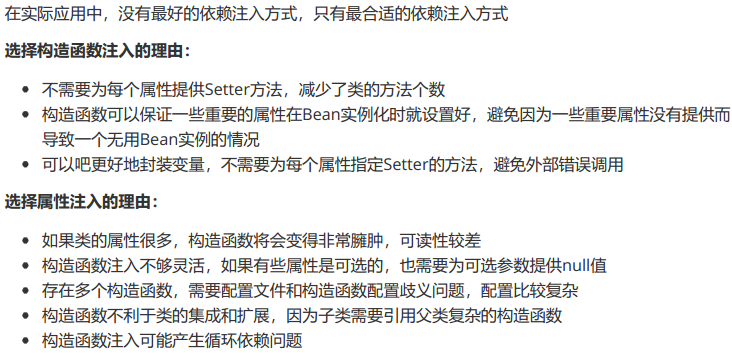 在实际应用中，没有最好的依赖注入方式，只有最合适的依赖注入方式
选择构造函数注入的理由：
不需要为每个属性提供Setter方法，减少了类的方法个数
构造函数可以保证一些重要的属性在Bean实例化时就设置好，避免因为一些重要属性没有提供而
导致一个无用Bean实例的情况
可以吧更好地封装变量，不需要为每个属性指定Setter的方法，避免外部错误调用
选择属性注入的理由：
如果类的属性很多，构造函数将会变得非常臃肿，可读性较差
构造函数注入不够灵活，如果有些属性是可选的，也需要为可选参数提供null值
存在多个构造函数，需要配置文件和构造函数配置歧义问题，配置比较复杂
构造函数不利于类的集成和扩展，因为子类需要引用父类复杂的构造函数
构造函数注入可能产生循环依赖问题